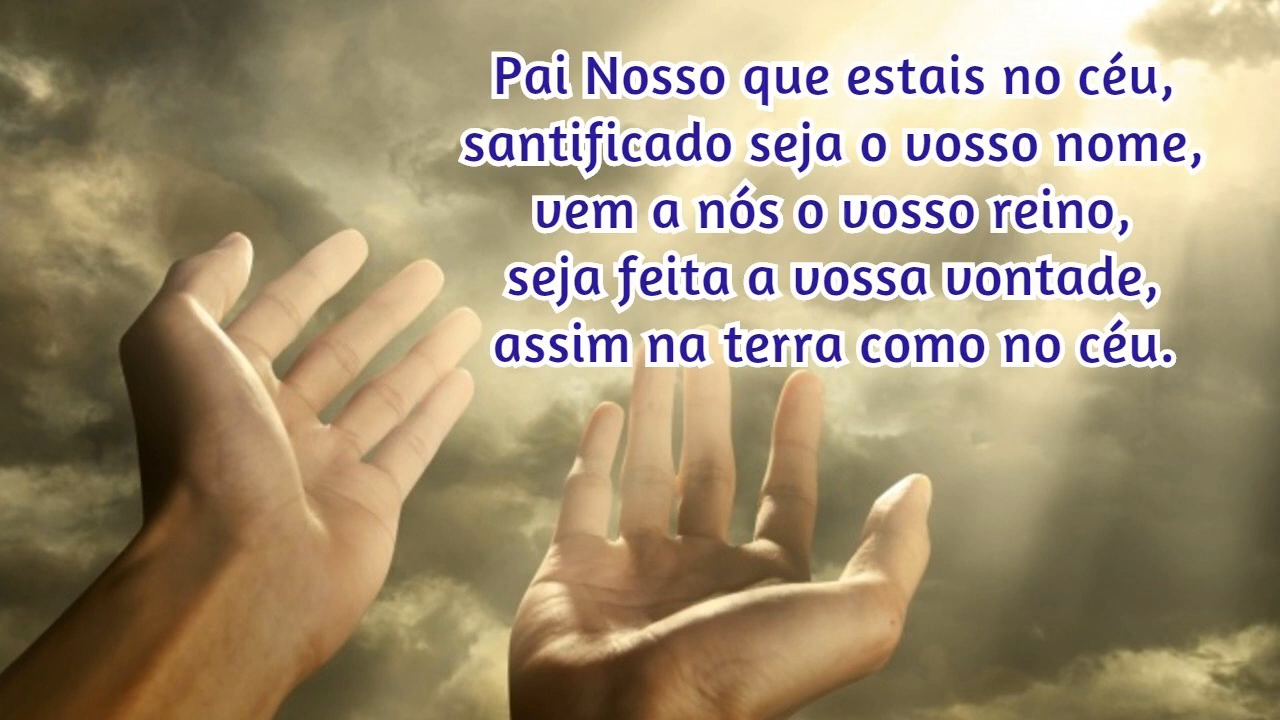 Pai Nosso que estais no céu,
santificado seja o vosso nome,
vem a nós o vosso reino,
seja feita a vossa vontade,
assim na terra como no céu.